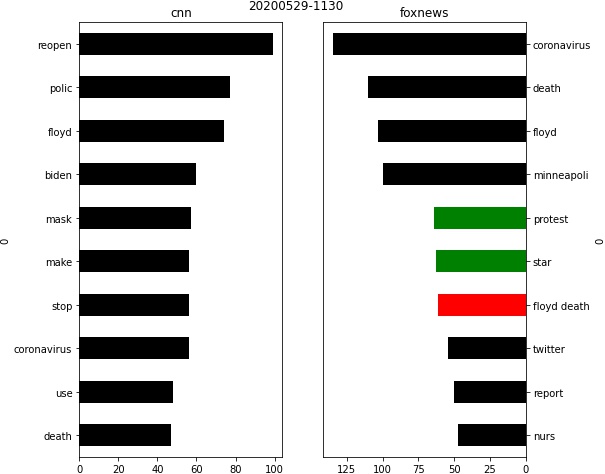 20200529-1130
cnn
foxnews
reopen
polic
floyd
biden
mask
make
stop
coronavirus
use
death
0 20 40 60 80 100
0
coronavirus
death
floyd
minneapoli
protest
star
floyd death
twitter
report
nurs
125 100 75 50 25 0
0